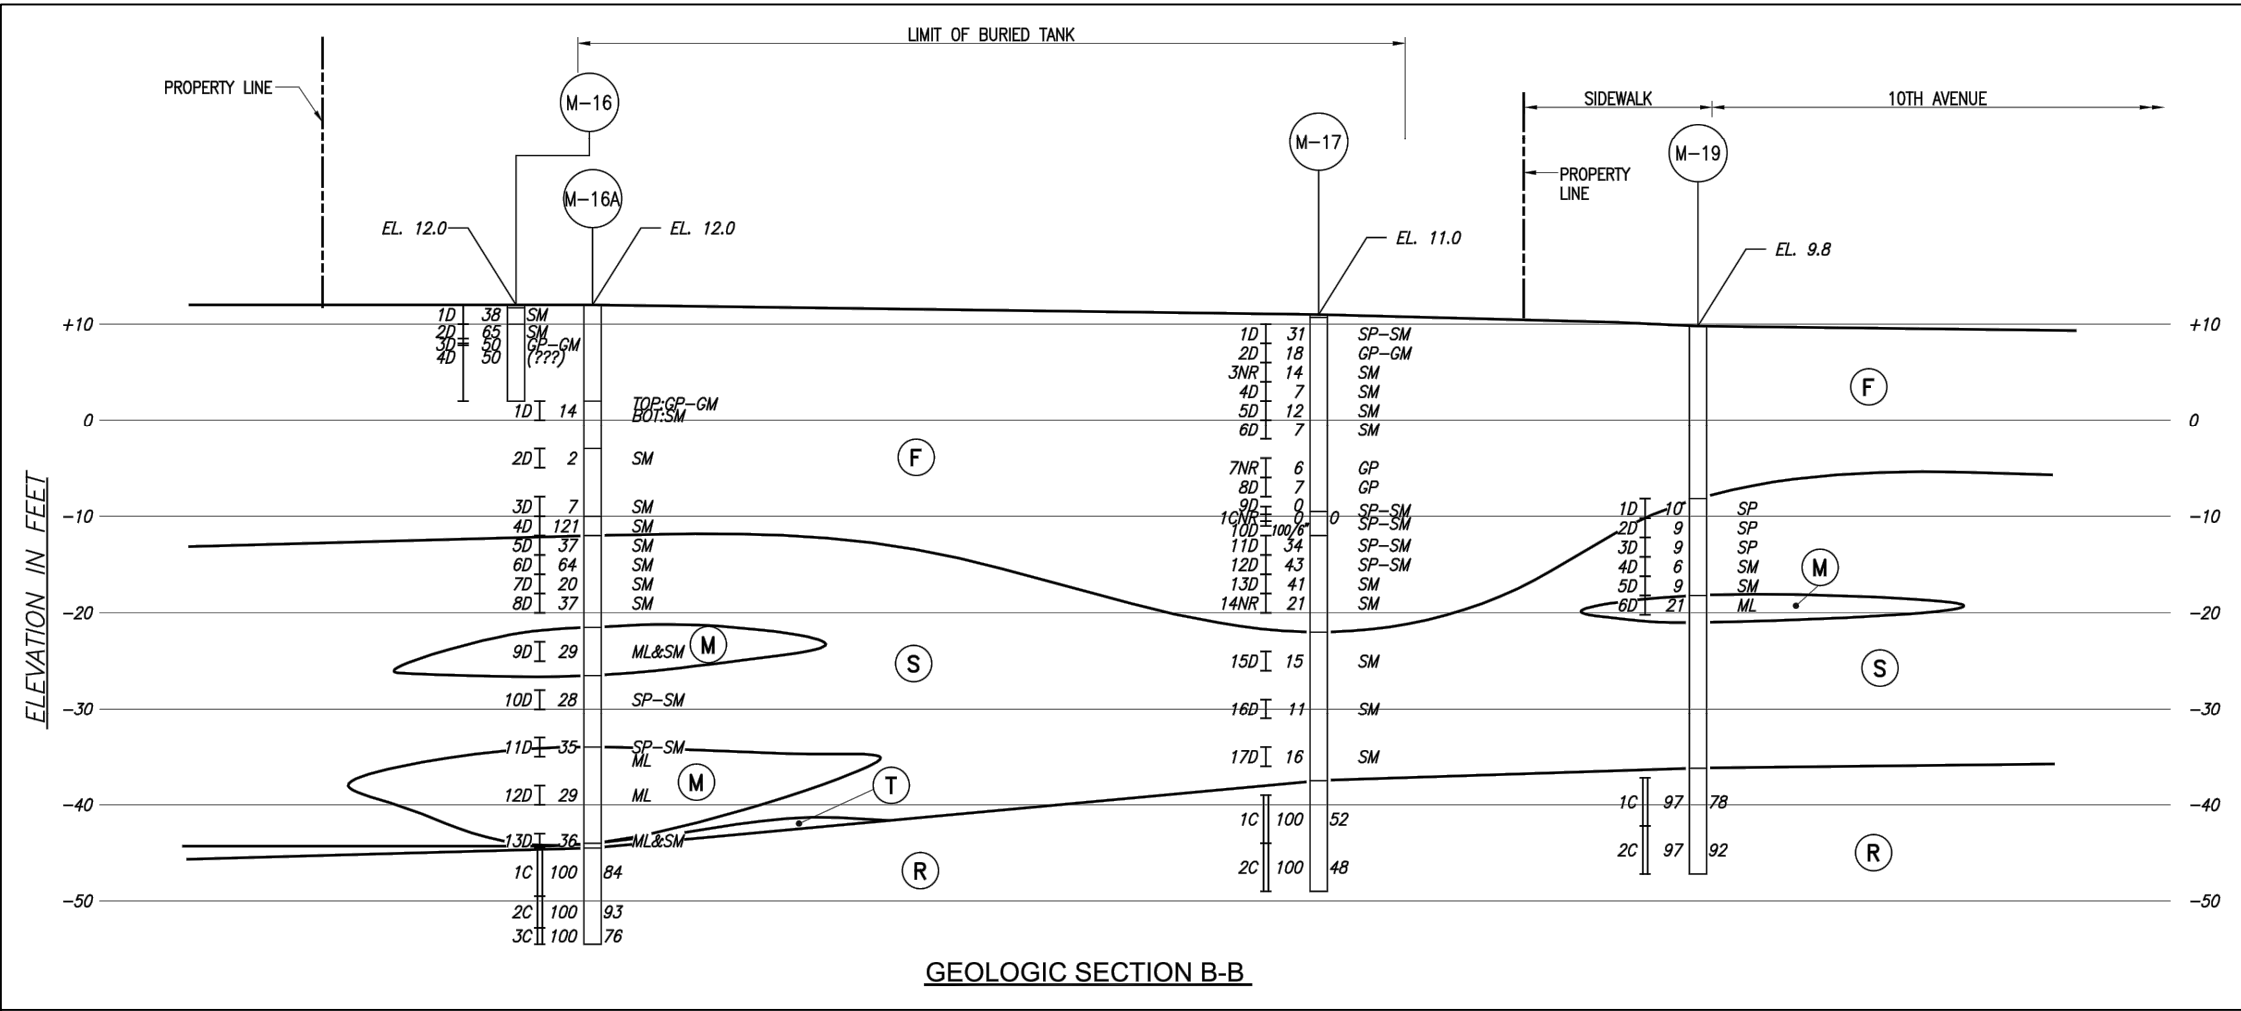 LIMIT OF BURIED TANK
PROPERTY LINE
M-16
SIDEWALK
10TH AVENUE
M-17
M-19
PROPERTY
LINE
M-16A
EL. 12.0
EL. 12.0
EL. 11.0
EL. 9.8
ELEVATION IN FEET
+10
0
-10
-20
-30
-40
-50
1D 38 SM
2D 65 SM
3D 50 GP-GM
4D 50 (???)
1D 14 TOP:GP-GM
BOT:SM
2D 2 SM
3D 7 SM
4D 121 SM
5D 37 SM
6D 64 SM
7D 20 SM
8D 37 SM
9D 29 ML&SM
10D 28 SP-SM
11D 35 SP-SM
ML
12D 29 ML
13D 36 ML&SM
1C 100 84
2C 100 93
3C 100 76
F
S
M
M
T
R
1D 31 SP-SM
2D 18 GP-GM
3NR 14 SM
4D 7 SM
5D 12 SM
6D 7 SM
7NR 6 GP
8D 7 GP
9D 0 SP-SM
1CNR 0 0 SP-SM
10D 100/6"
11D 34 SP-SM
12D 43 SP-SM
13D 41 SM
14NR 21 SM
15D 15 SM
16D 11 SM
17D 16 SM
1C 100 52
2C 100 48
1D 10 SP
2D 9 SP
3D 9 SP
4D 6 SM
5D 9 SM
6D 21 ML
1C 97 78
2C 97 92
F
M
S
R
+10
0
-10
-20
-30
-40
-50
GEOLOGIC SECTION B-B